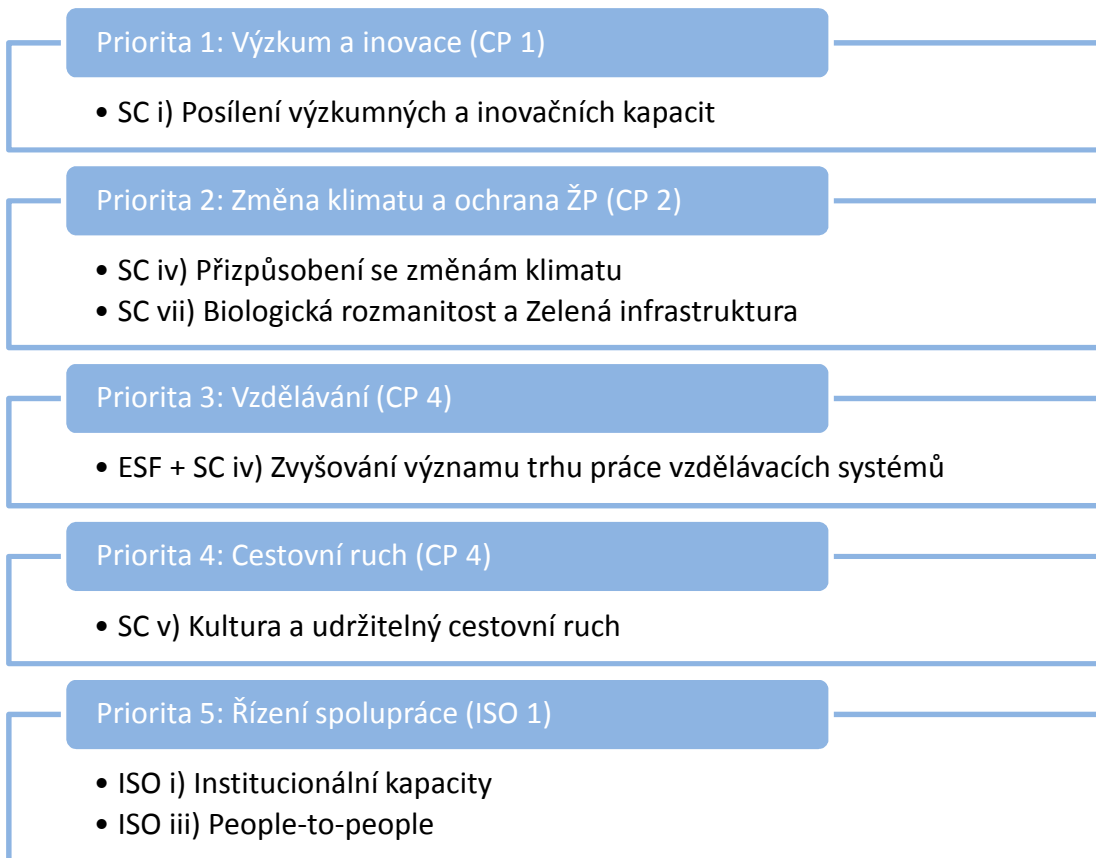 Priorita 1: Výzkum a inovace (CP 1)
• SC i) Posílení výzkumných a inovačních kapacit
Priorita 2: Změna klimatu a ochrana ŽP (CP 2)
• SC iv) Přizpůsobení se změnám klimatu
• SC vii) Biologická rozmanitost a Zelená infrastruktura
Priorita 3: Vzdělávání (CP 4)
• ESF + SC iv) Zvyšování významu trhu práce vzdělávacích systémů
Priorita 4: Cestovní ruch (CP 4)
• SC v) Kultura a udržitelný cestovní ruch
Priorita 5: Řízení spolupráce (ISO 1)
• ISO i) Institucionální kapacity
• ISO iii) People-to-people